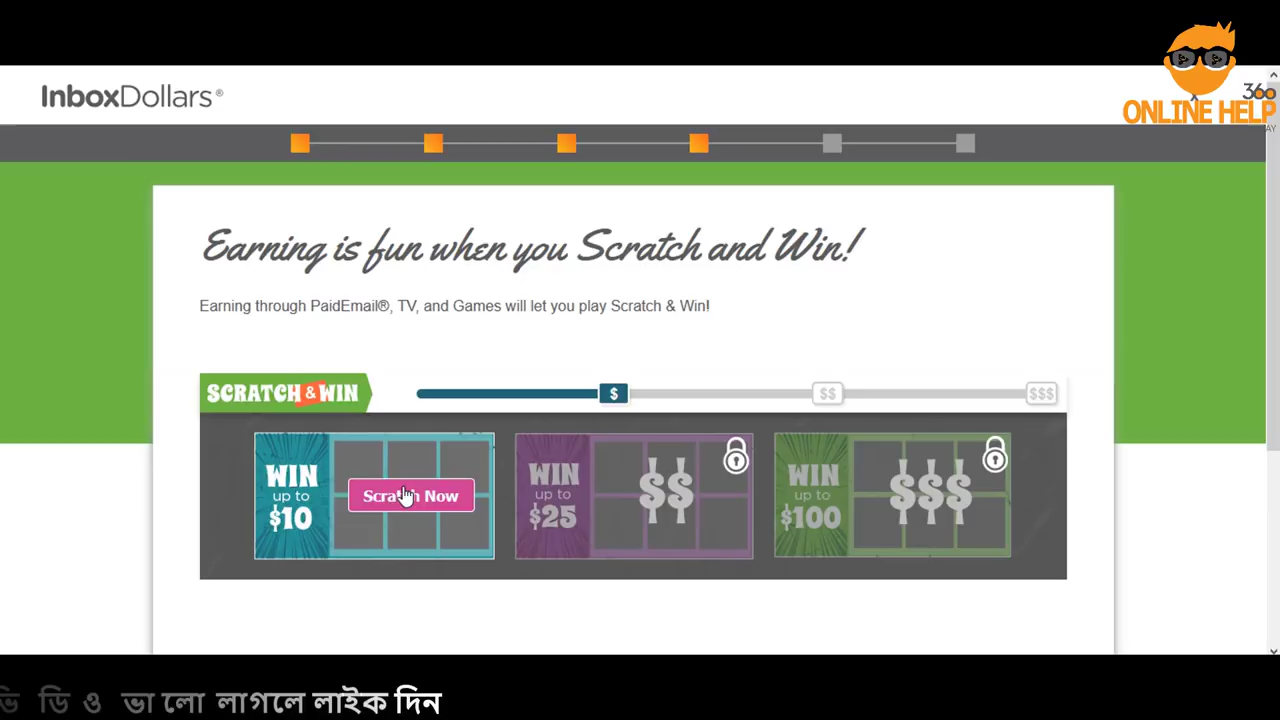 InboxDollars®
360
ONLINE HELP
AY
Earning is fun when you Scratch and Win!
Earning through PaidEmail®, TV, and Games will let you play Scratch & Win!
SCRATCH & WIN
$
$$
$$$
WIN
up to
$10
Scratch Now
WIN
up to
$25
$$
WIN
up to
$100
$$$
ভি ডি ও ভা লো লাগলে লাইক দিন